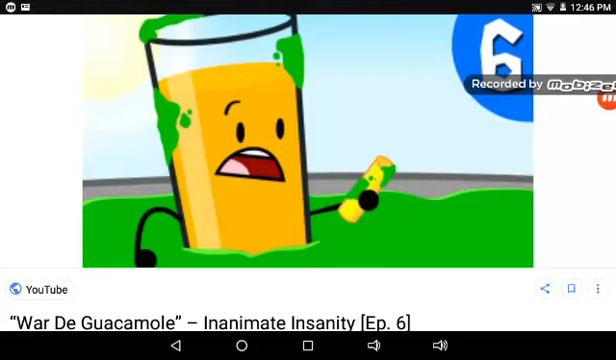 12:46 PM
6
Recorded by
YouTube
"War De Guacamole" – Inanimate Insanity [Ep. 6]